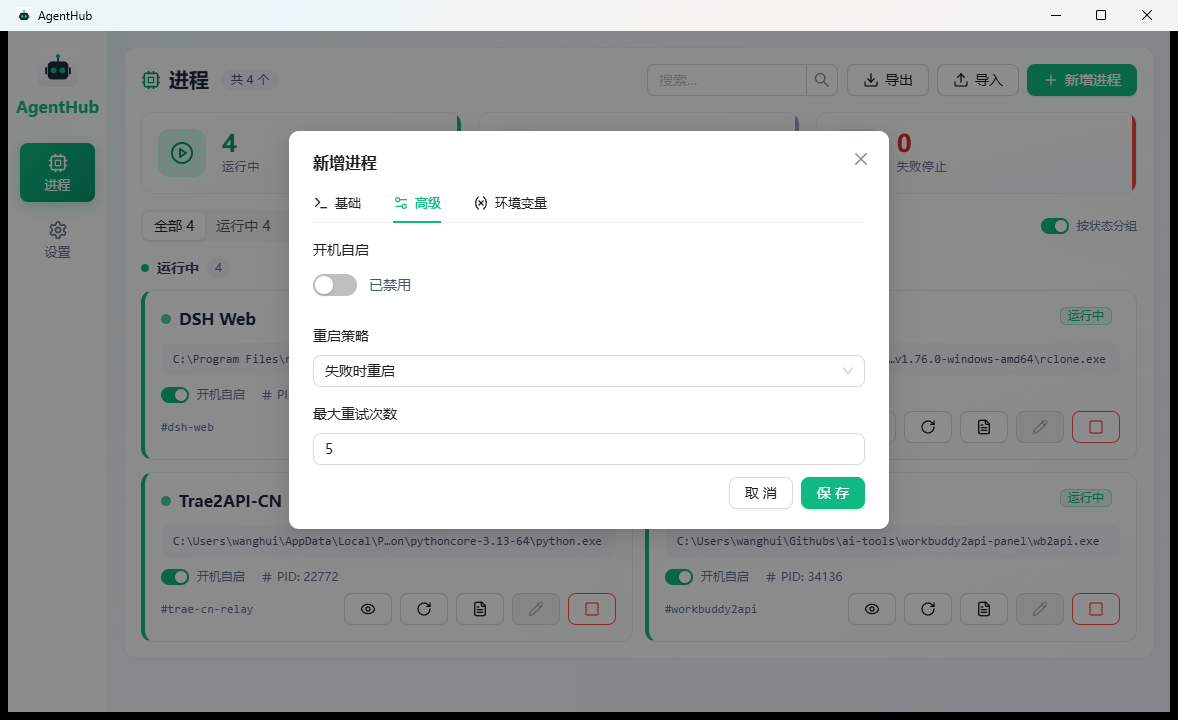 AgentHub
AgentHub
进程
设置
进程
共 4 个
搜索...
导出
导入
新增进程
4
运行中
0
失败停止
全部 4
运行中 4
按状态分组
运行中
4
DSH Web
C:\Program Files\
开机自启
# PI
#dsh-web
运行中
…v1.76.0-windows-amd64\rclone.exe
Trae2API-CN
C:\Users\wanghui\AppData\Local\P…on\pythoncore-3.13-64\python.exe
开机自启
# PID: 22772
#trae-cn-relay
运行中
C:\Users\wanghui\Githubs\ai-tools\workbuddy2api-panel\wb2api.exe
开机自启
# PID: 34136
#workbuddy2api
新增进程
基础
高级
环境变量
开机自启
已禁用
重启策略
失败时重启
最大重试次数
5
取 消
保 存